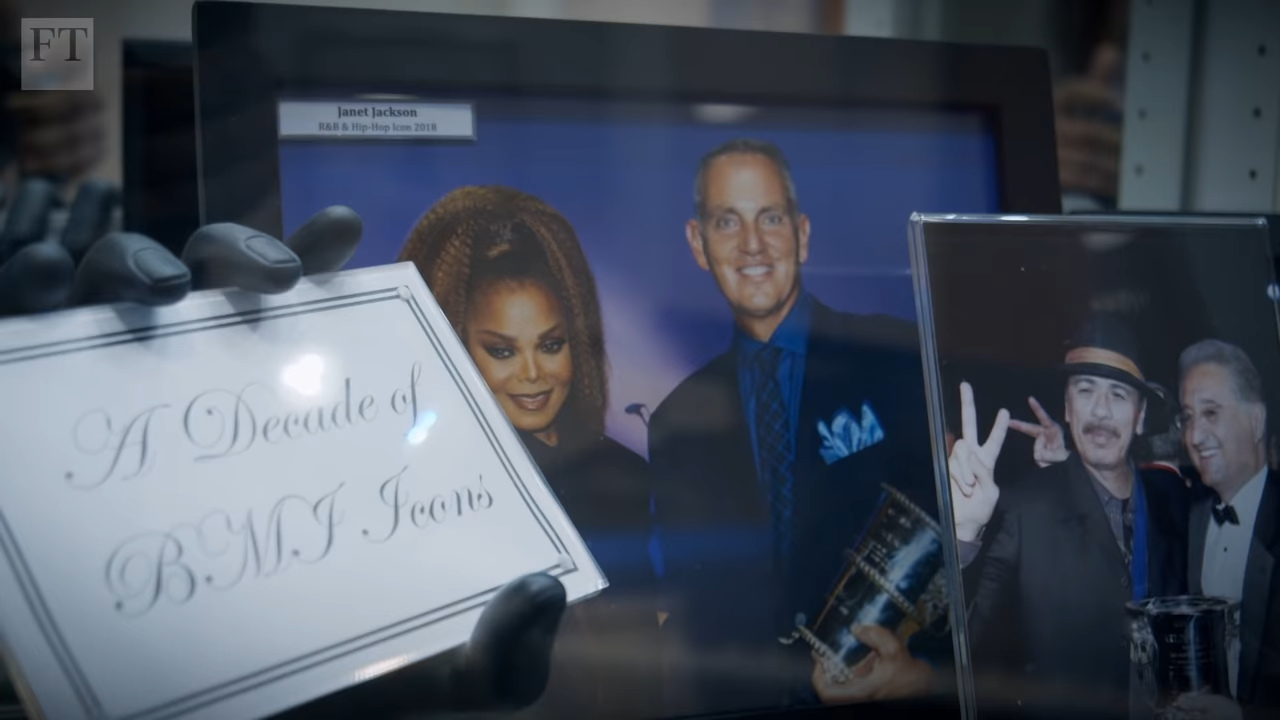 FT
Janet Jackson
R&B & Hip-Hop Icon 2018
A Decade of
BMI Icons